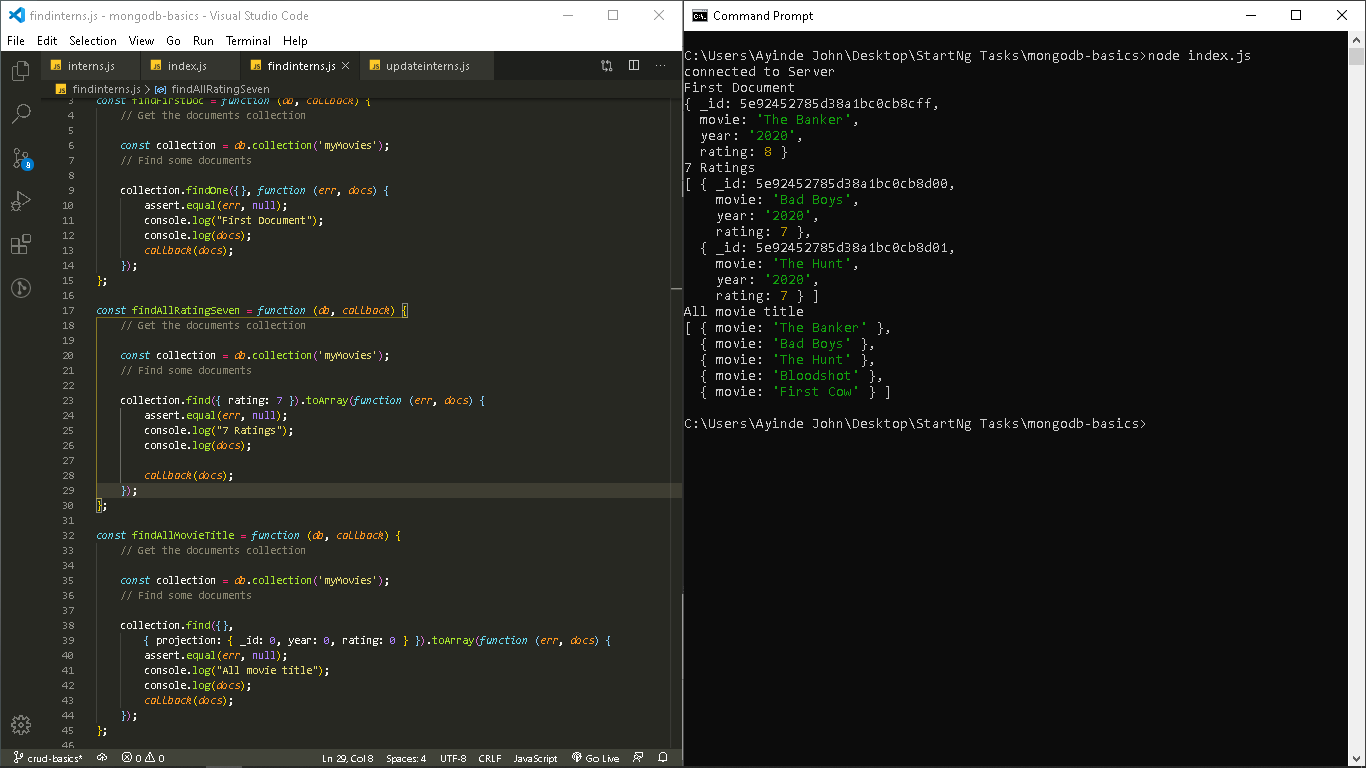 findinterns.js - mongodb-basics - Visual Studio Code
File Edit Selection View Go Run Terminal Help
interns.js index.js findinterns.js updateinterns.js
findinterns.js > findAllRatingSeven
3 const findFirstDoc = function (db, callback) {
4 // Get the documents collection
5
6 const collection = db.collection('myMovies');
7 // Find some documents
8
9 collection.findOne({}, function (err, docs) {
10 assert.equal(err, null);
11 console.log("First Document");
12 console.log(docs);
13 callback(docs);
14 });
15 };
16
17 const findAllRatingSeven = function (db, callback) {
18 // Get the documents collection
19
20 const collection = db.collection('myMovies');
21 // Find some documents
22
23 collection.find({ rating: 7 }).toArray(function (err, docs) {
24 assert.equal(err, null);
25 console.log("7 Ratings");
26 console.log(docs);
27
28 callback(docs);
29 });
30 };
31
32 const findAllMovieTitle = function (db, callback) {
33 // Get the documents collection
34
35 const collection = db.collection('myMovies');
36 // Find some documents
37
38 collection.find({},
39 { projection: { _id: 0, year: 0, rating: 0 } }).toArray(function (err, docs) {
40 assert.equal(err, null);
41 console.log("All movie title");
42 console.log(docs);
43 callback(docs);
44 });
45 };
46
9
crud-basics* 0 0 Ln 29, Col 8 Spaces: 4 UTF-8 CRLF JavaScript Go Live
Command Prompt
C:\Users\Ayinde John\Desktop\StartNg Tasks\mongodb-basics>node index.js
connected to Server
First Document
{ _id: 5e92452785d38a1bc0cb8cff,
movie: 'The Banker',
year: '2020',
rating: 8 }
7 Ratings
[ { _id: 5e92452785d38a1bc0cb8d00,
movie: 'Bad Boys',
year: '2020',
rating: 7 },
{ _id: 5e92452785d38a1bc0cb8d01,
movie: 'The Hunt',
year: '2020',
rating: 7 } ]
All movie title
[ { movie: 'The Banker' },
{ movie: 'Bad Boys' },
{ movie: 'The Hunt' },
{ movie: 'Bloodshot' },
{ movie: 'First Cow' } ]
C:\Users\Ayinde John\Desktop\StartNg Tasks\mongodb-basics>